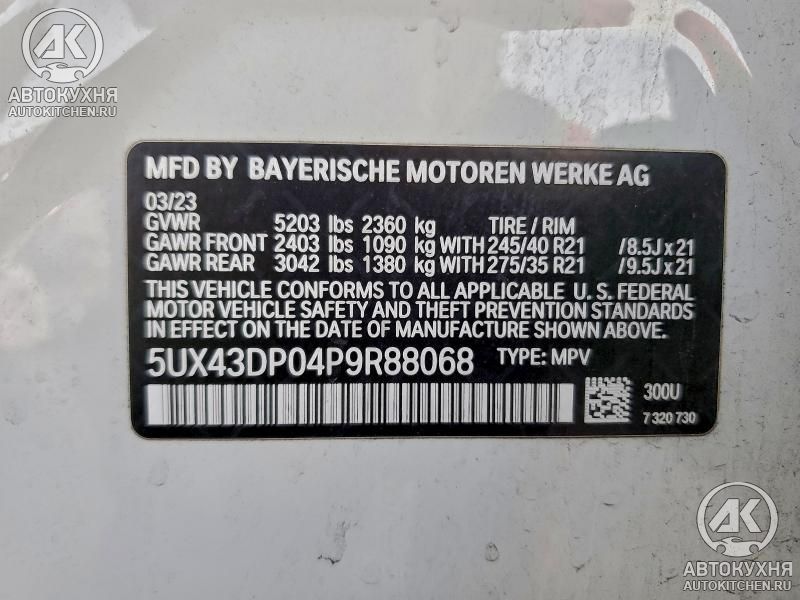 AK
АВТОКУХНЯ
AUTOKITCHEN.RU
MFD BY BAYERISCHE MOTOREN WERKE AG
03/23
GVWR 5203 lbs 2360 kg TIRE / RIM
GAWR FRONT 2403 lbs 1090 kg WITH 245/40 R21 /8.5J x 21
GAWR REAR 3042 lbs 1380 kg WITH 275/35 R21 /9.5J x 21
THIS VEHICLE CONFORMS TO ALL APPLICABLE U. S. FEDERAL
MOTOR VEHICLE SAFETY AND THEFT PREVENTION STANDARDS
IN EFFECT ON THE DATE OF MANUFACTURE SHOWN ABOVE.
5UX43DP04P9R88068 TYPE: MPV
300U
7 320 730
AK
АВТОКУХНЯ
AUTOKITCHEN.RU